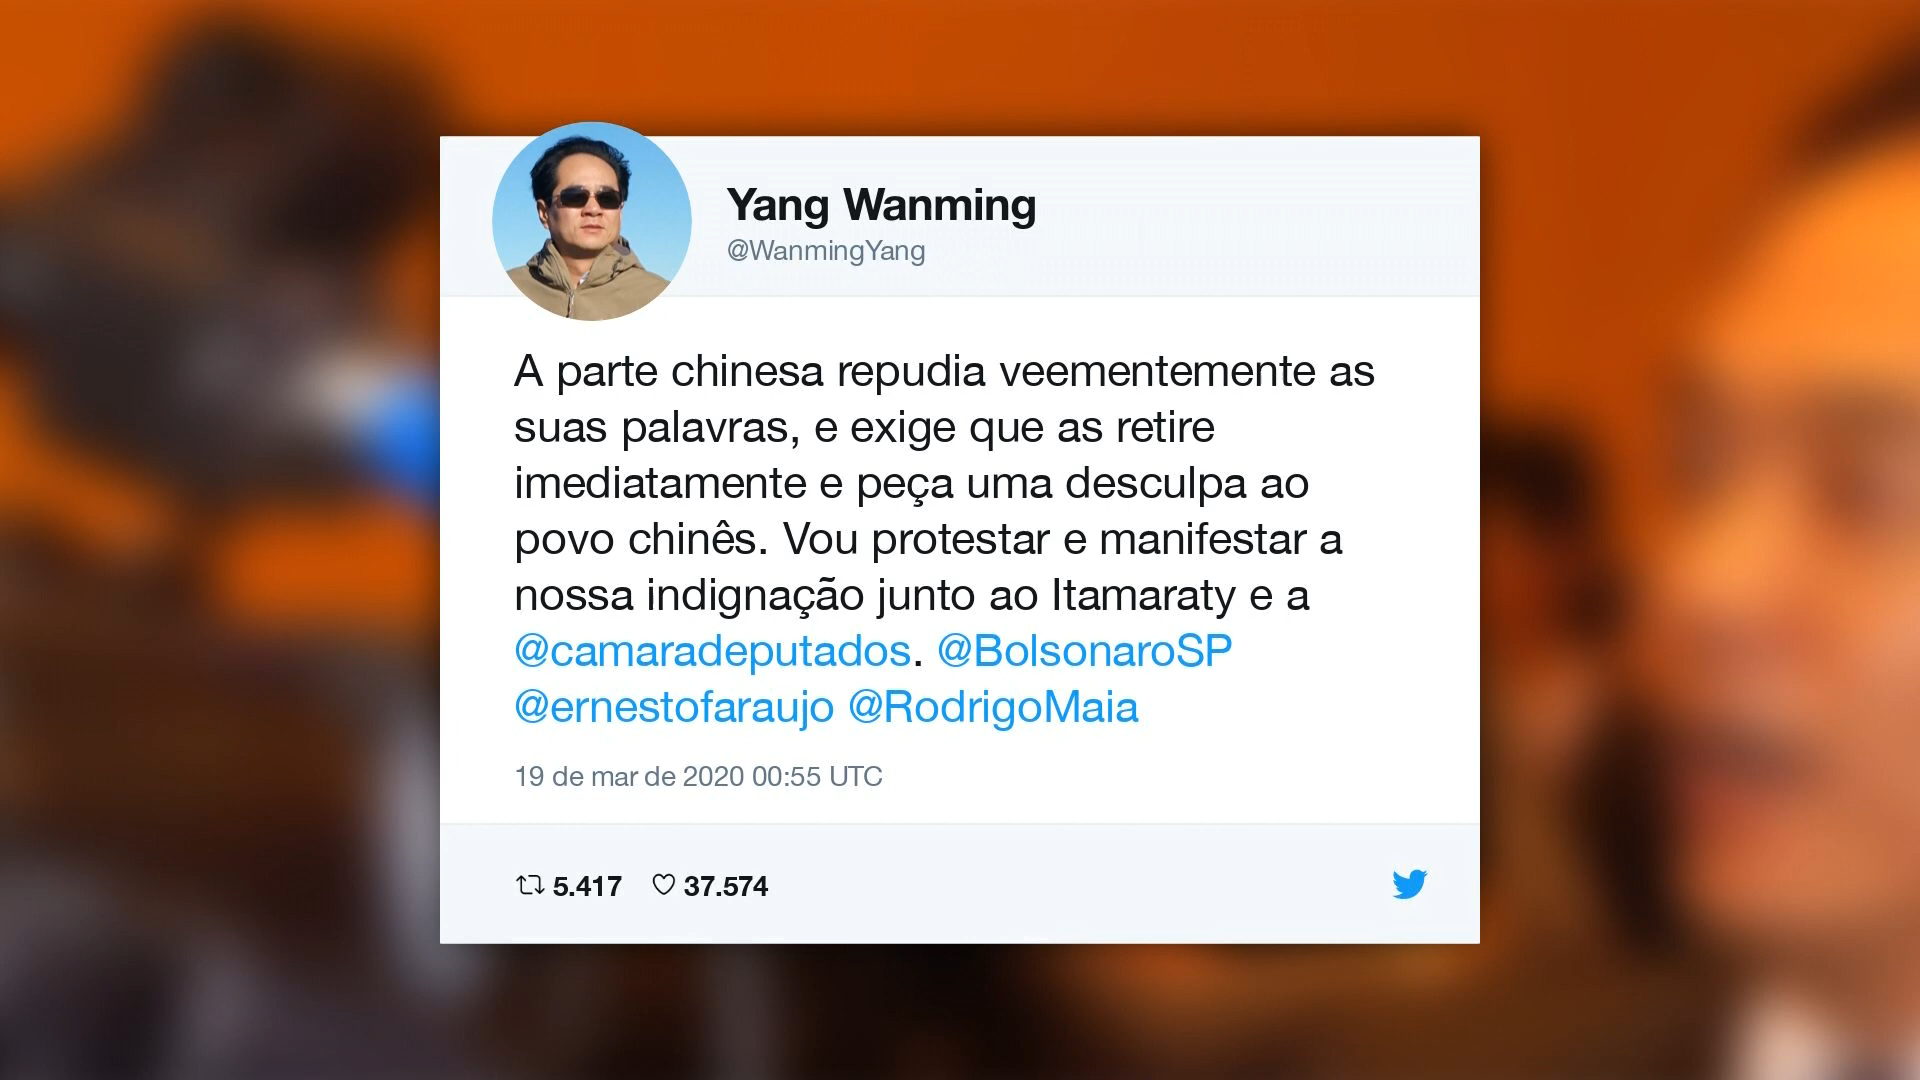 Yang Wanming
@WanmingYang
A parte chinesa repudia veementemente as
suas palavras, e exige que as retire
imediatamente e peça uma desculpa ao
povo chinês. Vou protestar e manifestar a
nossa indignação junto ao Itamaraty e a
@camaradeputados. @BolsonaroSP
@ernestofaraujo @RodrigoMaia
19 de mar de 2020 00:55 UTC
5.417 37.574